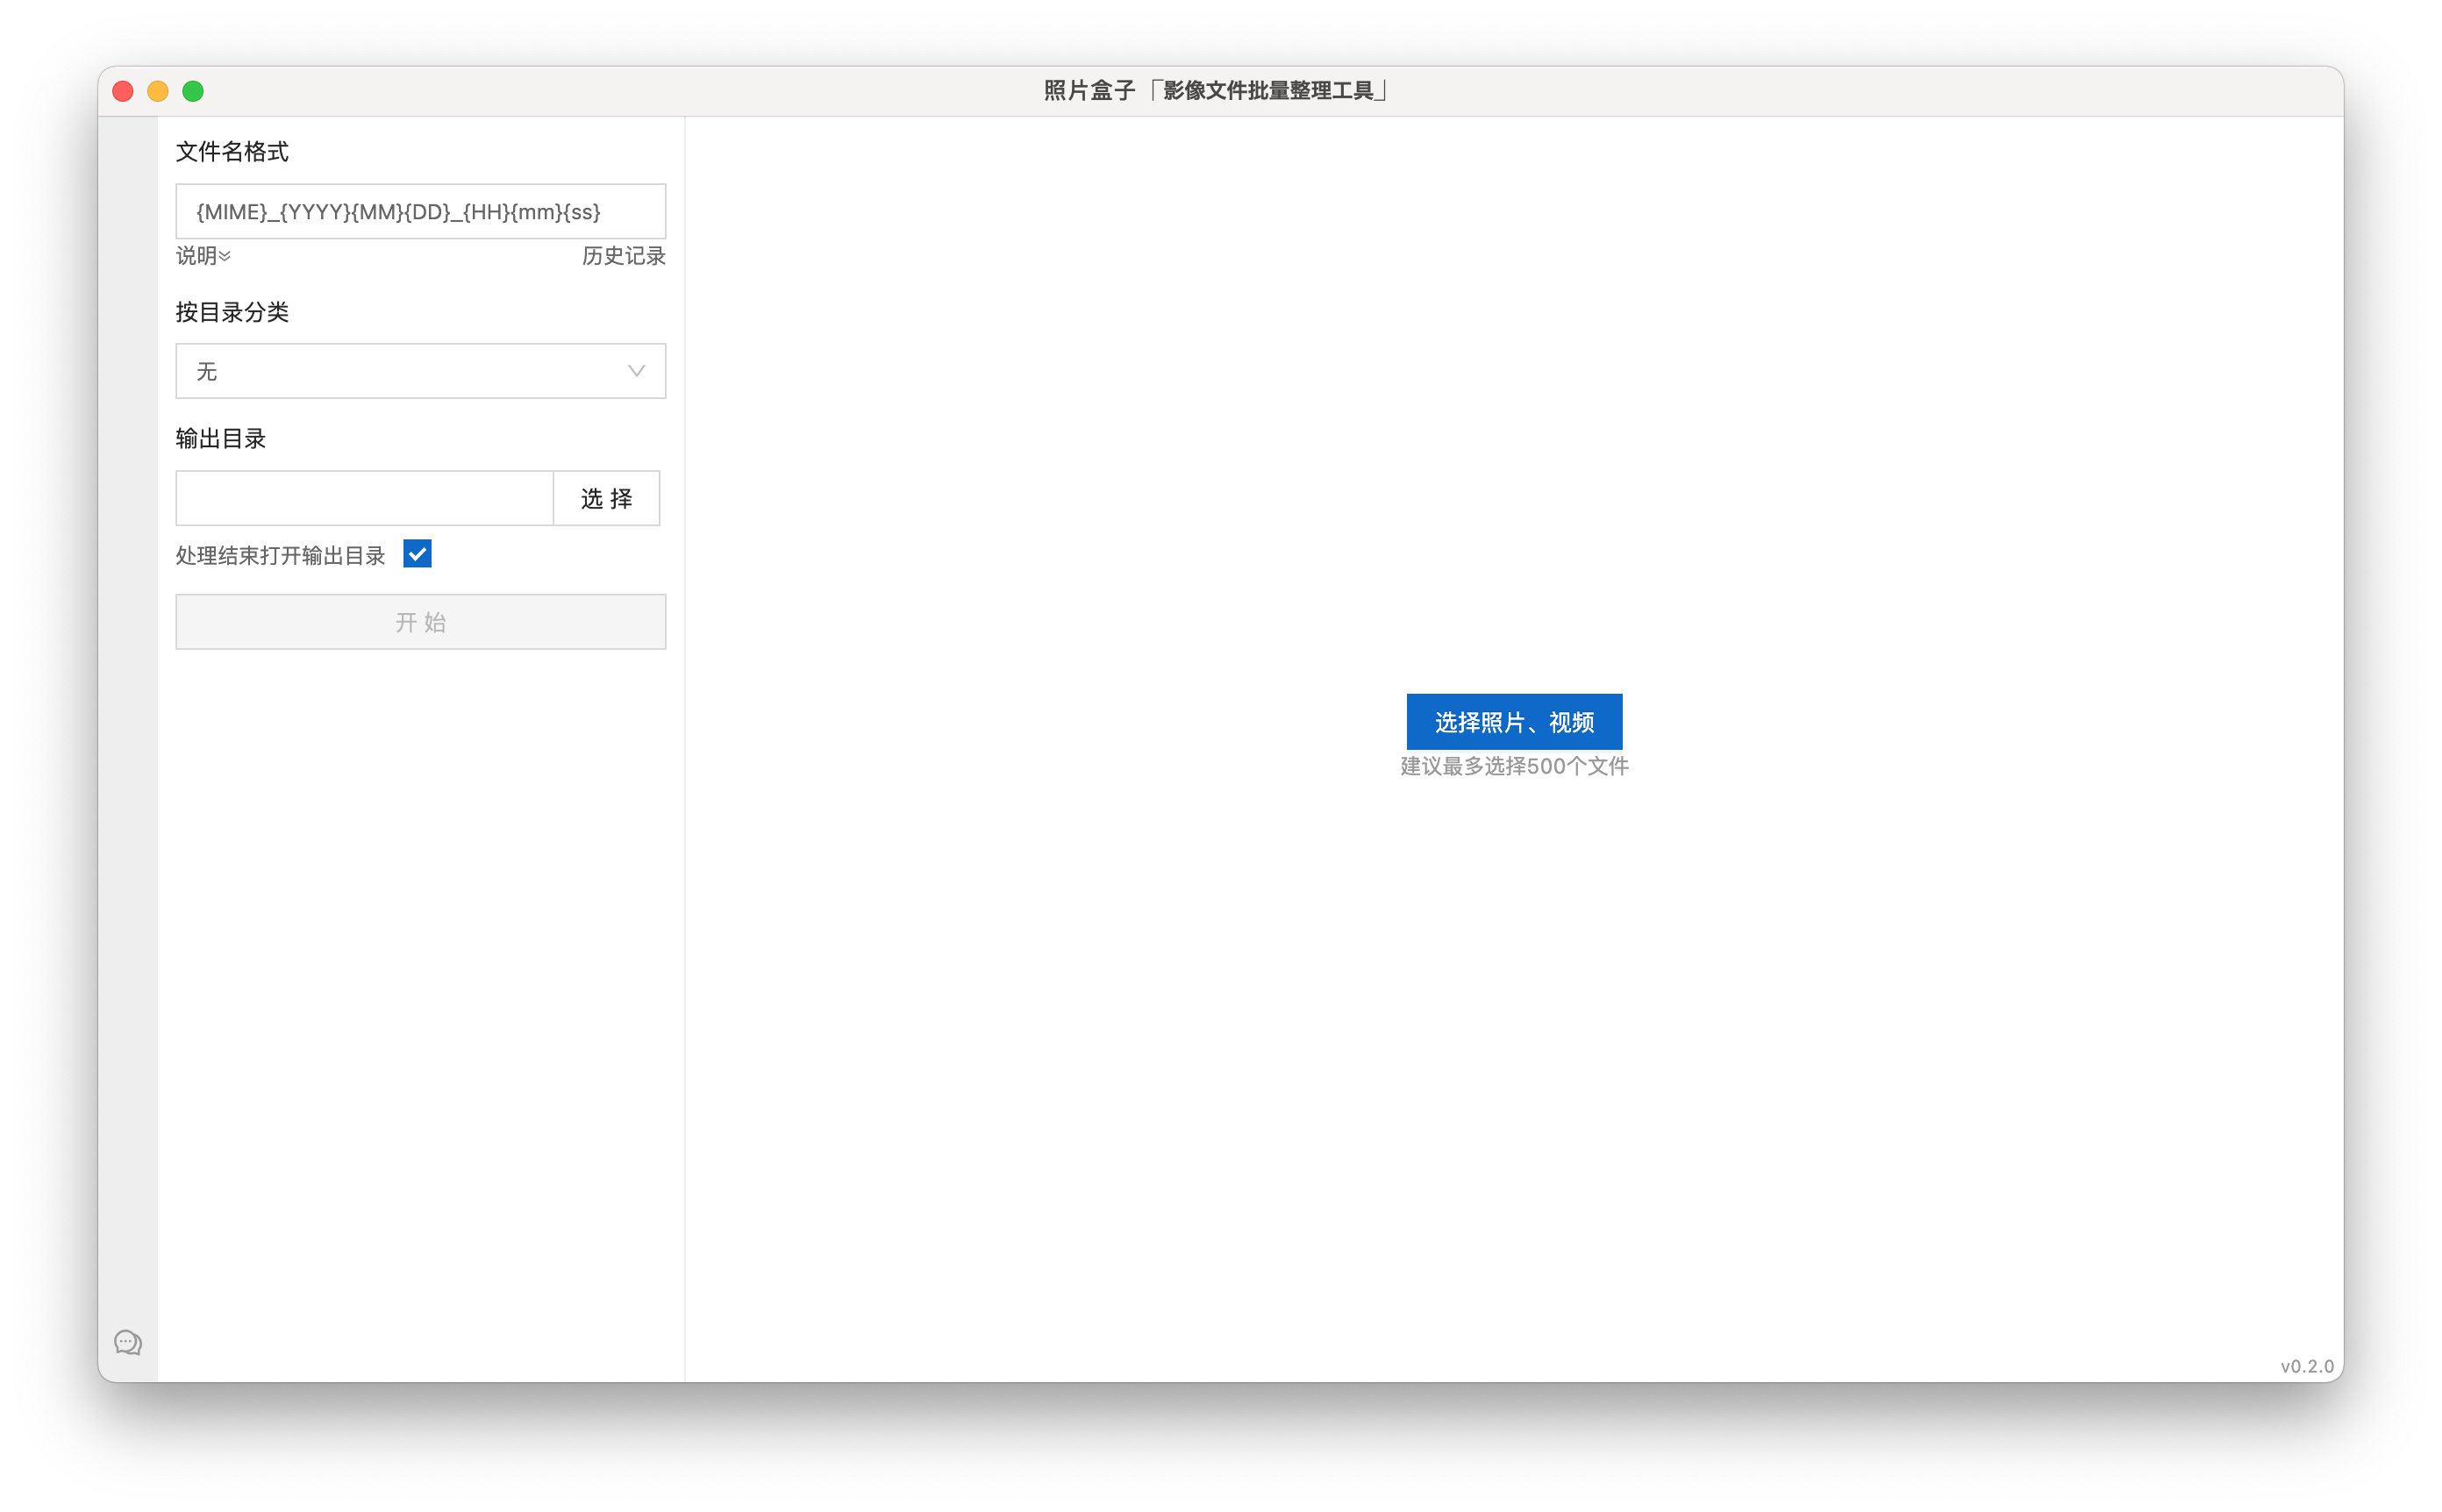 照片盒子「影像文件批量整理工具」
文件名格式
{MIME}_{YYYY}{MM}{DD}_{HH}{mm}{ss}
说明 历史记录
按目录分类
无
输出目录
选 择
处理结束打开输出目录
开 始
选择照片、视频
建议最多选择500个文件
v0.2.0